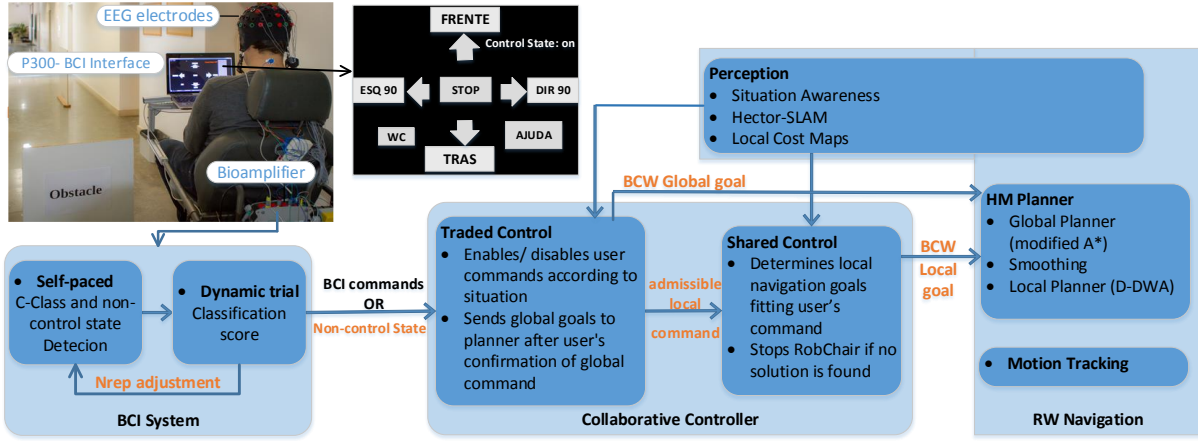 EEG electrodes
P300- BCI Interface
Obstacle
Bioamplifier
FRENTE
Control State: on
ESQ 90
STOP
DIR 90
WC
AJUDA
TRAS
Perception
• Situation Awareness
• Hector-SLAM
• Local Cost Maps
BCW Global goal
HM Planner
• Global Planner
(modified A*)
• Smoothing
• Local Planner (D-DWA)
• Motion Tracking
RW Navigation
Traded Control
• Enables/ disables user
commands according to
situation
• Sends global goals to
planner after user's
confirmation of global
command
admissible
local
command
Shared Control
• Determines local
navigation goals
fitting user's
command
• Stops RobChair if no
solution is found
BCW
Local
goal
Collaborative Controller
• Self-paced
C-Class and non-
control state
Detecion
• Dynamic trial
Classification
score
Nrep adjustment
BCI System
BCI commands
OR
Non-control State